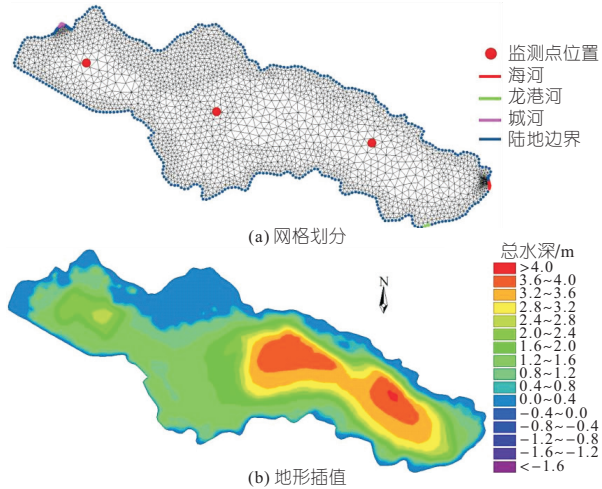 监测点位置
海河
龙港河
城河
陆地边界
(a) 网格划分
总水深/m
>4.0
3.6~4.0
3.2~3.6
2.8~3.2
2.4~2.8
2.0~2.4
1.6~2.0
1.2~1.6
0.8~1.2
0.4~0.8
0.0~0.4
−0.4~0.0
−0.8~−0.4
−1.2~−0.8
−1.6~−1.2
<−1.6
N
(b) 地形插值